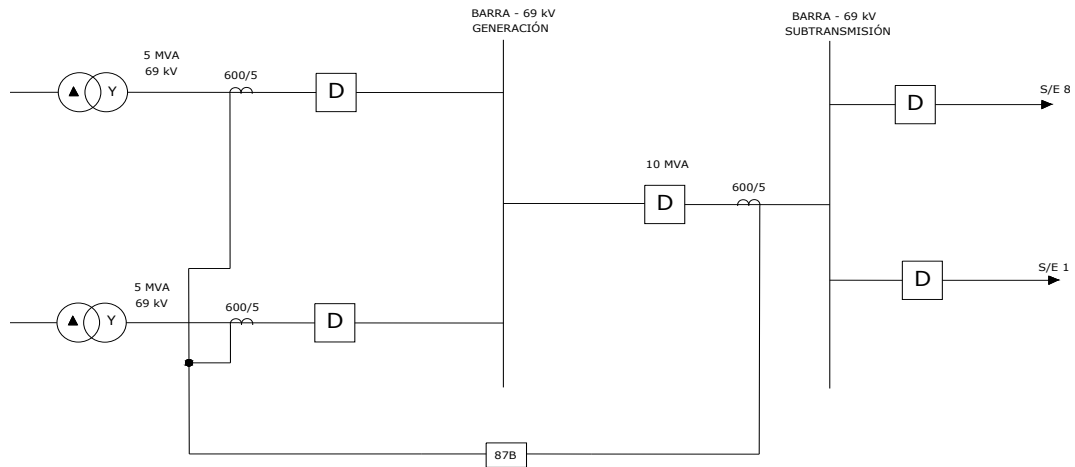 BARRA - 69 kV
GENERACIÓN
BARRA - 69 kV
SUBTRANSMISIÓN
5 MVA
69 kV
600/5
D
Y
D
S/E 8
10 MVA
D
600/5
5 MVA
69 kV
600/5
D
Y
D
S/E 1
87B